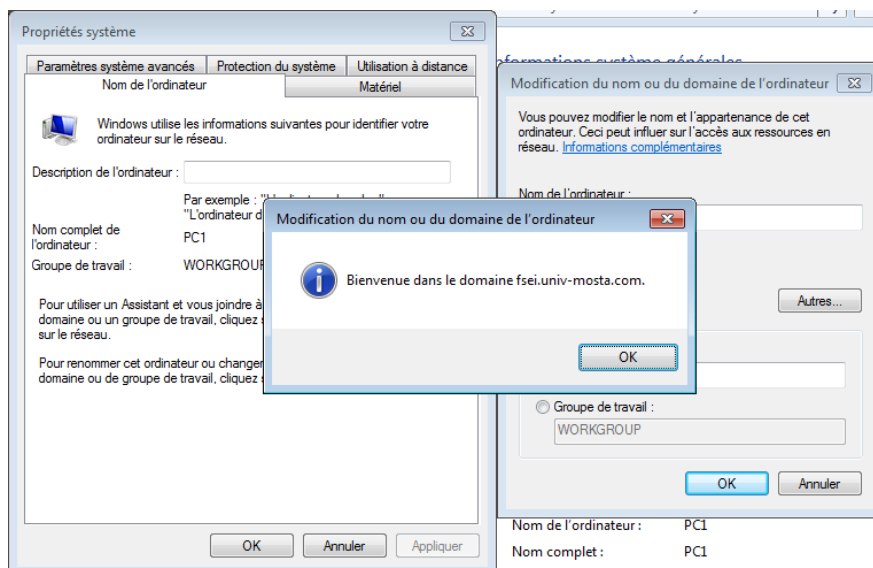 Propriétés système
Paramètres système avancés
Protection du système
Utilisation à distance
Nom de l'ordinateur
Matériel
Windows utilise les informations suivantes pour identifier votre
ordinateur sur le réseau.
Description de l'ordinateur :
Par exemple :
"L'ordinateur
Nom complet de
l'ordinateur :
PC1
Groupe de travail :
Pour utiliser un Assistant et vous joindre à
domaine ou un groupe de travail, cliquez
sur le réseau.
Pour renommer cet ordinateur ou changer
domaine ou de groupe de travail, cliquez
OK
Annuler
Appliquer
Modification du nom ou du domaine de l'ordinateur
Bienvenue dans le domaine fsei.univ-mosta.com.
OK
système générales
Modification du nom ou du domaine de l'ordinateur
Vous pouvez modifier le nom et l'appartenance de cet
ordinateur. Ceci peut influer sur l'accès aux ressources en
réseau. Informations complémentaires
Nom de l'ordinateur :
Autres...
Groupe de travail :
WORKGROUP
OK
Annuler
Nom de l'ordinateur :
PC1
Nom complet :
PC1